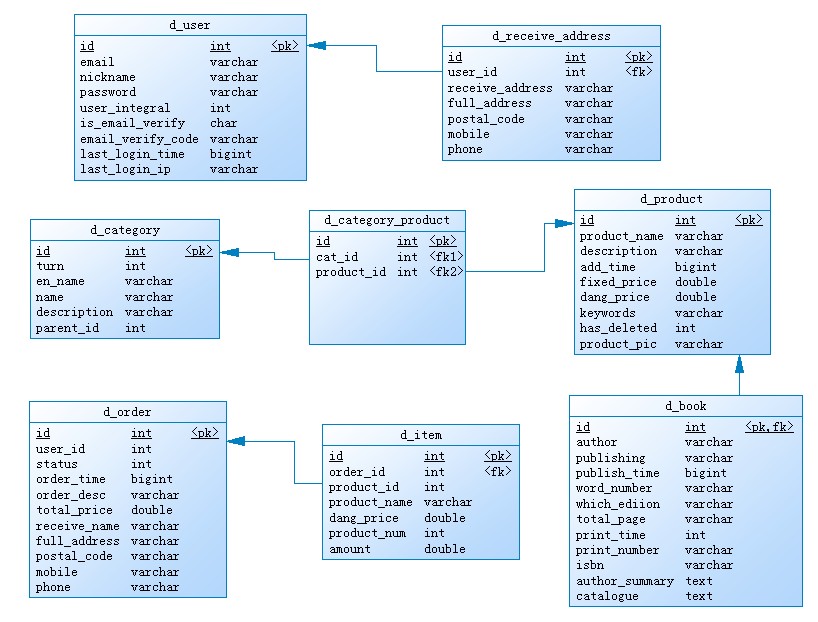 d_user
id int <pk>
email varchar
nickname varchar
password varchar
user_integral int
is_email_verify char
email_verify_code varchar
last_login_time bigint
last_login_ip varchar
d_receive_address
id int <pk>
user_id int <fk>
receive_address varchar
full_address varchar
postal_code varchar
mobile varchar
phone varchar
d_category
id int <pk>
turn int
en_name varchar
name varchar
description varchar
parent_id int
d_category_product
id int <pk>
cat_id int <fk1>
product_id int <fk2>
d_product
id int <pk>
product_name varchar
description varchar
add_time bigint
fixed_price double
dang_price double
keywords varchar
has_deleted int
product_pic varchar
d_order
id int <pk>
user_id int
status int
order_time bigint
order_desc varchar
total_price double
receive_name varchar
full_address varchar
postal_code varchar
mobile varchar
phone varchar
d_item
id int <pk>
order_id int <fk>
product_id int
product_name varchar
dang_price double
product_num int
amount double
d_book
id int <pk,fk>
author varchar
publishing varchar
publish_time bigint
word_number varchar
which_ediion varchar
total_page varchar
print_time int
print_number varchar
isbn varchar
author_summary text
catalogue text